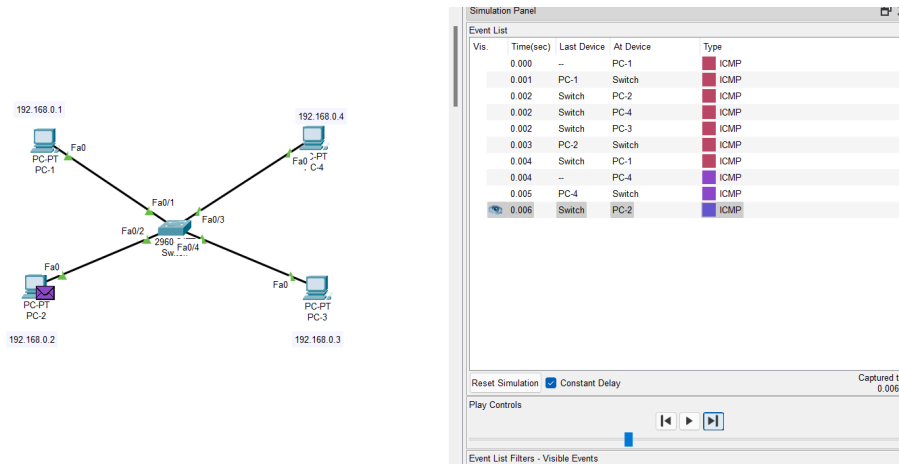 192.168.0.1
PC-PT
PC-1
Fa0
192.168.0.4
Fa0
-PT
C-4
Fa0/1
Fa0/3
Fa0/2
2960
Fa0/4
Fa0
PC-PT
PC-2
192.168.0.2
Fa0
PC-PT
PC-3
192.168.0.3
Simulation Panel
Event List
Vis. Time(sec) Last Device At Device Type
0.000 -- PC-1 ICMP
0.001 PC-1 Switch ICMP
0.002 Switch PC-2 ICMP
0.002 Switch PC-4 ICMP
0.002 Switch PC-3 ICMP
0.003 PC-2 Switch ICMP
0.004 Switch PC-1 ICMP
0.004 -- PC-4 ICMP
0.005 PC-4 Switch ICMP
0.006 Switch PC-2 ICMP
Reset Simulation Constant Delay
Captured t
0.006
Play Controls
Event List Filters - Visible Events